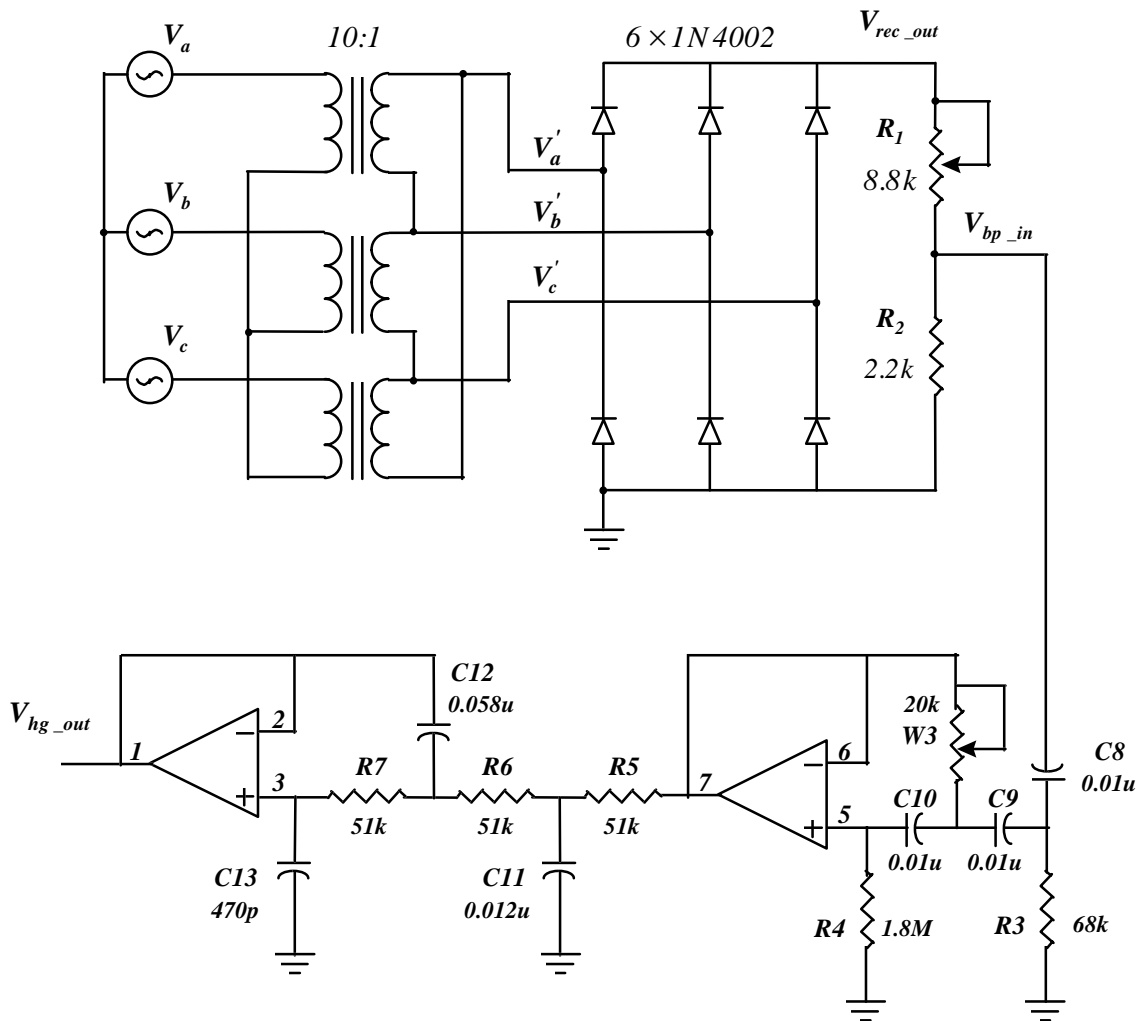 V_a
10:1
6 × 1N 4002
V_rec_out
R_1
8.8k
V_a'
V_b
V_b'
V_bp_in
V_c'
V_c
R_2
2.2k
C12
0.058u
V_hg_out
1
2
3
R7
51k
R6
51k
R5
51k
7
6
5
20k
W3
C8
0.01u
C10
0.01u
C9
0.01u
C13
470p
C11
0.012u
R4
1.8M
R3
68k